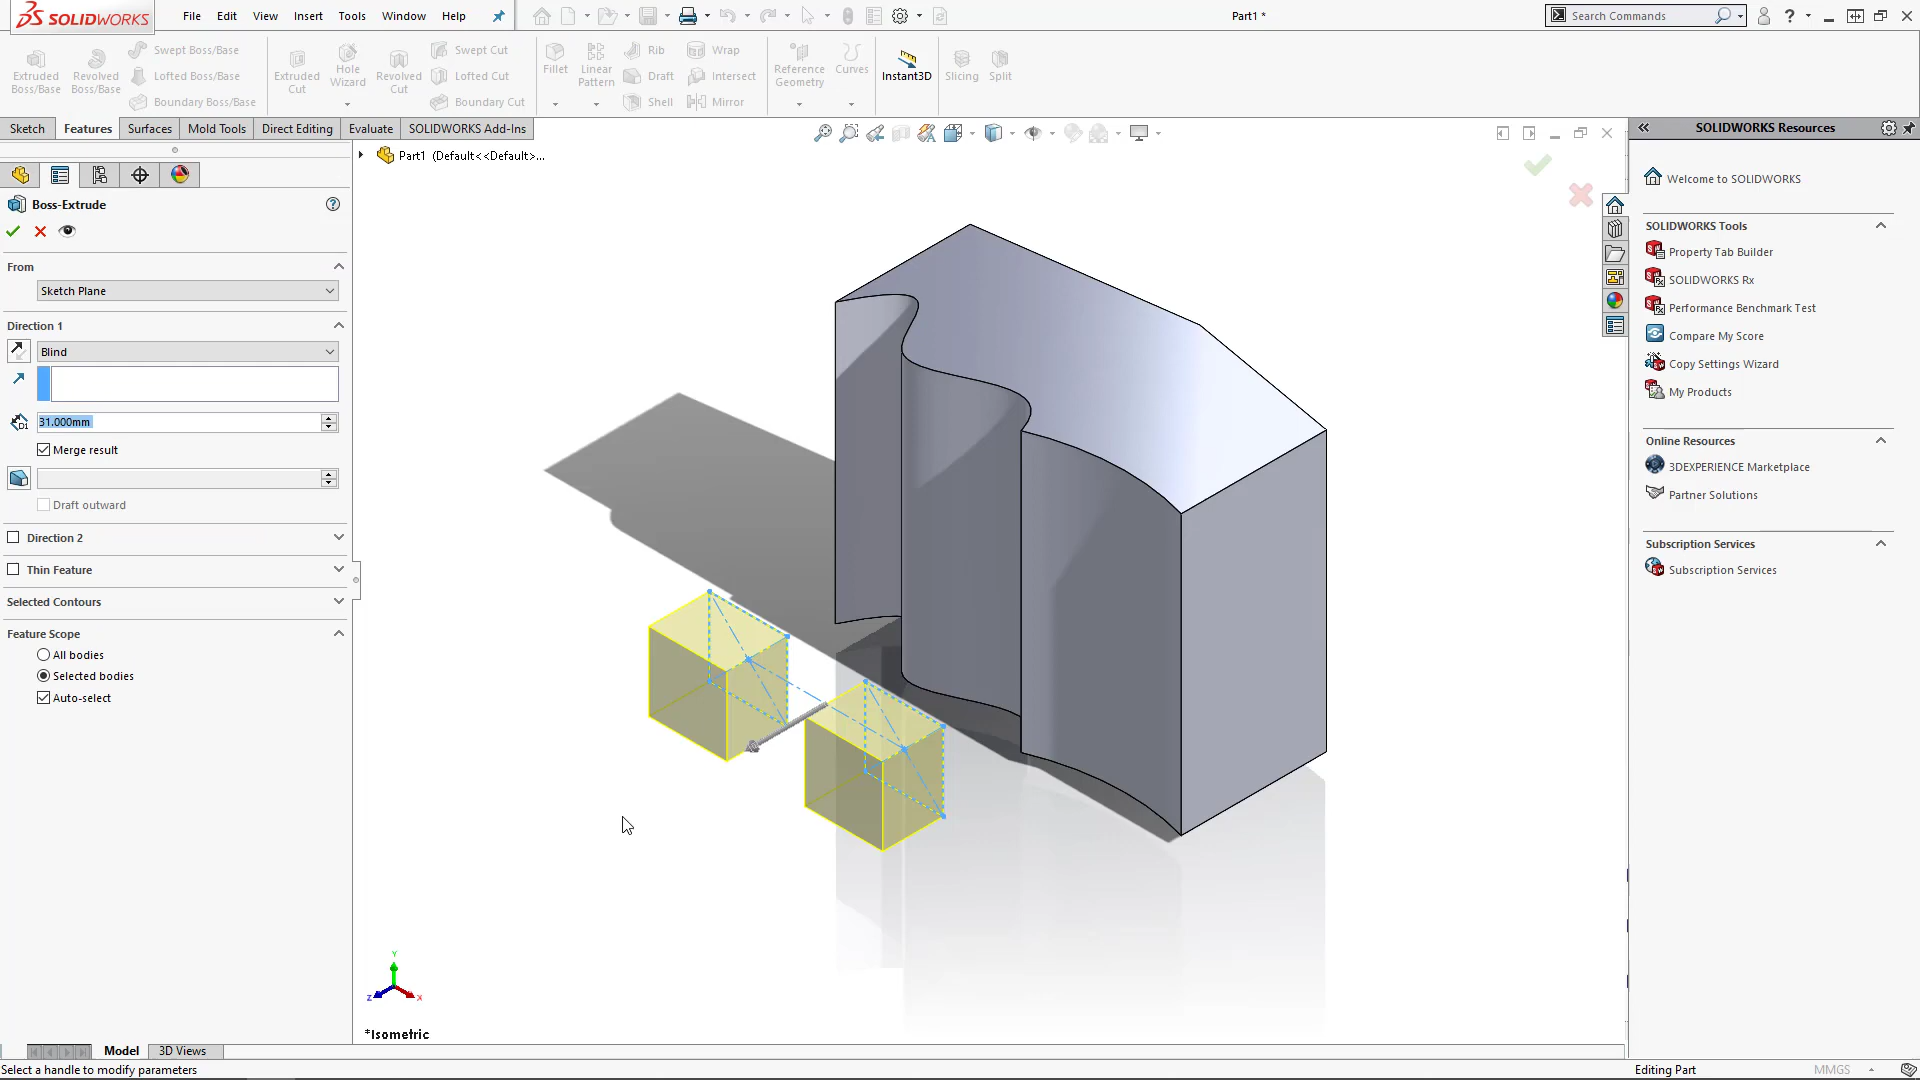 SOLIDWORKS File Edit View Insert Tools Window Help Part1 * Search Commands
Extruded Boss/Base
Revolved Boss/Base
Swept Boss/Base
Lofted Boss/Base
Boundary Boss/Base
Extruded Cut
Hole Wizard
Revolved Cut
Swept Cut
Lofted Cut
Boundary Cut
Fillet
Linear Pattern
Rib
Draft
Shell
Wrap
Intersect
Mirror
Reference Geometry
Curves
Instant3D
Slicing
Split
Sketch Features Surfaces Mold Tools Direct Editing Evaluate SOLIDWORKS Add-Ins
Part1 (Default<<Default>...
Boss-Extrude
From
Sketch Plane
Direction 1
Blind
D1
31.000mm
Merge result
Draft outward
Direction 2
Thin Feature
Selected Contours
Feature Scope
All bodies
Selected bodies
Auto-select
Y
Z
X
*Isometric
SOLIDWORKS Resources
Welcome to SOLIDWORKS
SOLIDWORKS Tools
Property Tab Builder
SOLIDWORKS Rx
Performance Benchmark Test
Compare My Score
Copy Settings Wizard
My Products
Online Resources
3DEXPERIENCE Marketplace
Partner Solutions
Subscription Services
Subscription Services
Model 3D Views
Select a handle to modify parameters
Editing Part MMGS